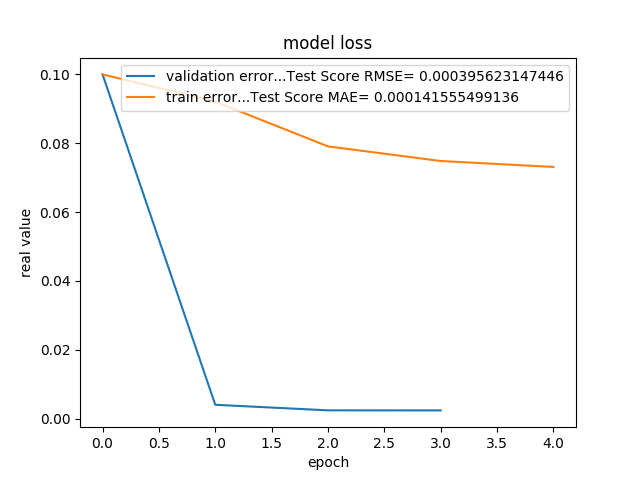 model loss
validation error...Test Score RMSE= 0.000395623147446
train error...Test Score MAE= 0.000141555499136
0.10
0.08
0.06
0.04
0.02
0.00
real value
0.0 0.5 1.0 1.5 2.0 2.5 3.0 3.5 4.0
epoch